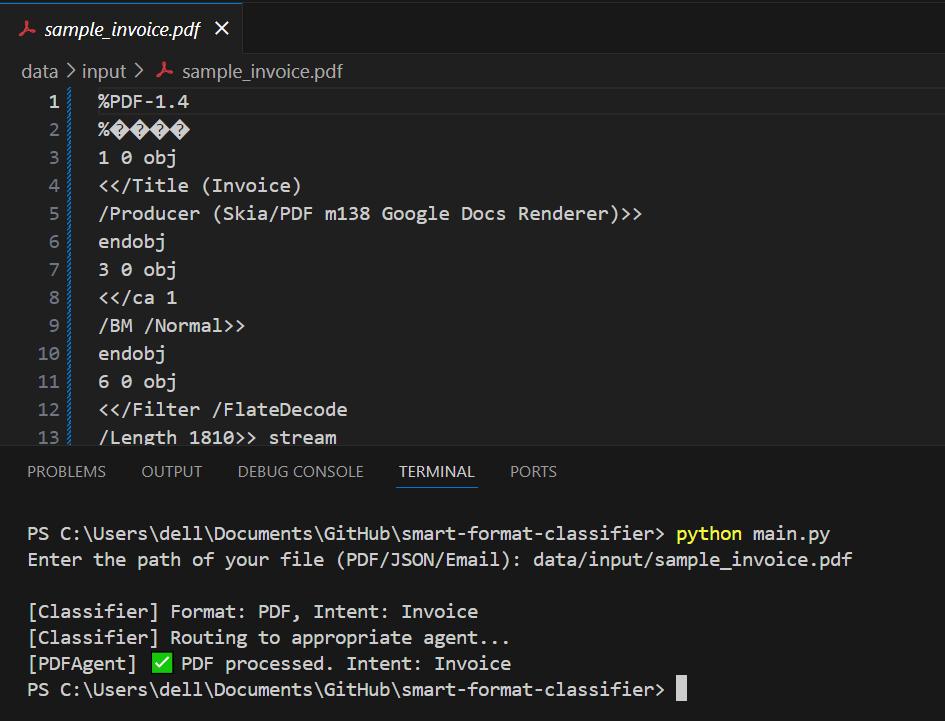 sample_invoice.pdf
data > input > sample_invoice.pdf
1 %PDF-1.4
2 %����
3 1 0 obj
4 <</Title (Invoice)
5 /Producer (Skia/PDF m138 Google Docs Renderer)>>
6 endobj
7 3 0 obj
8 <</ca 1
9 /BM /Normal>>
10 endobj
11 6 0 obj
12 <</Filter /FlateDecode
13 /Length 1810>> stream
PROBLEMS OUTPUT DEBUG CONSOLE TERMINAL PORTS
PS C:\Users\dell\Documents\GitHub\smart-format-classifier> python main.py
Enter the path of your file (PDF/JSON/Email): data/input/sample_invoice.pdf
[Classifier] Format: PDF, Intent: Invoice
[Classifier] Routing to appropriate agent...
[PDFAgent] ✅ PDF processed. Intent: Invoice
PS C:\Users\dell\Documents\GitHub\smart-format-classifier>